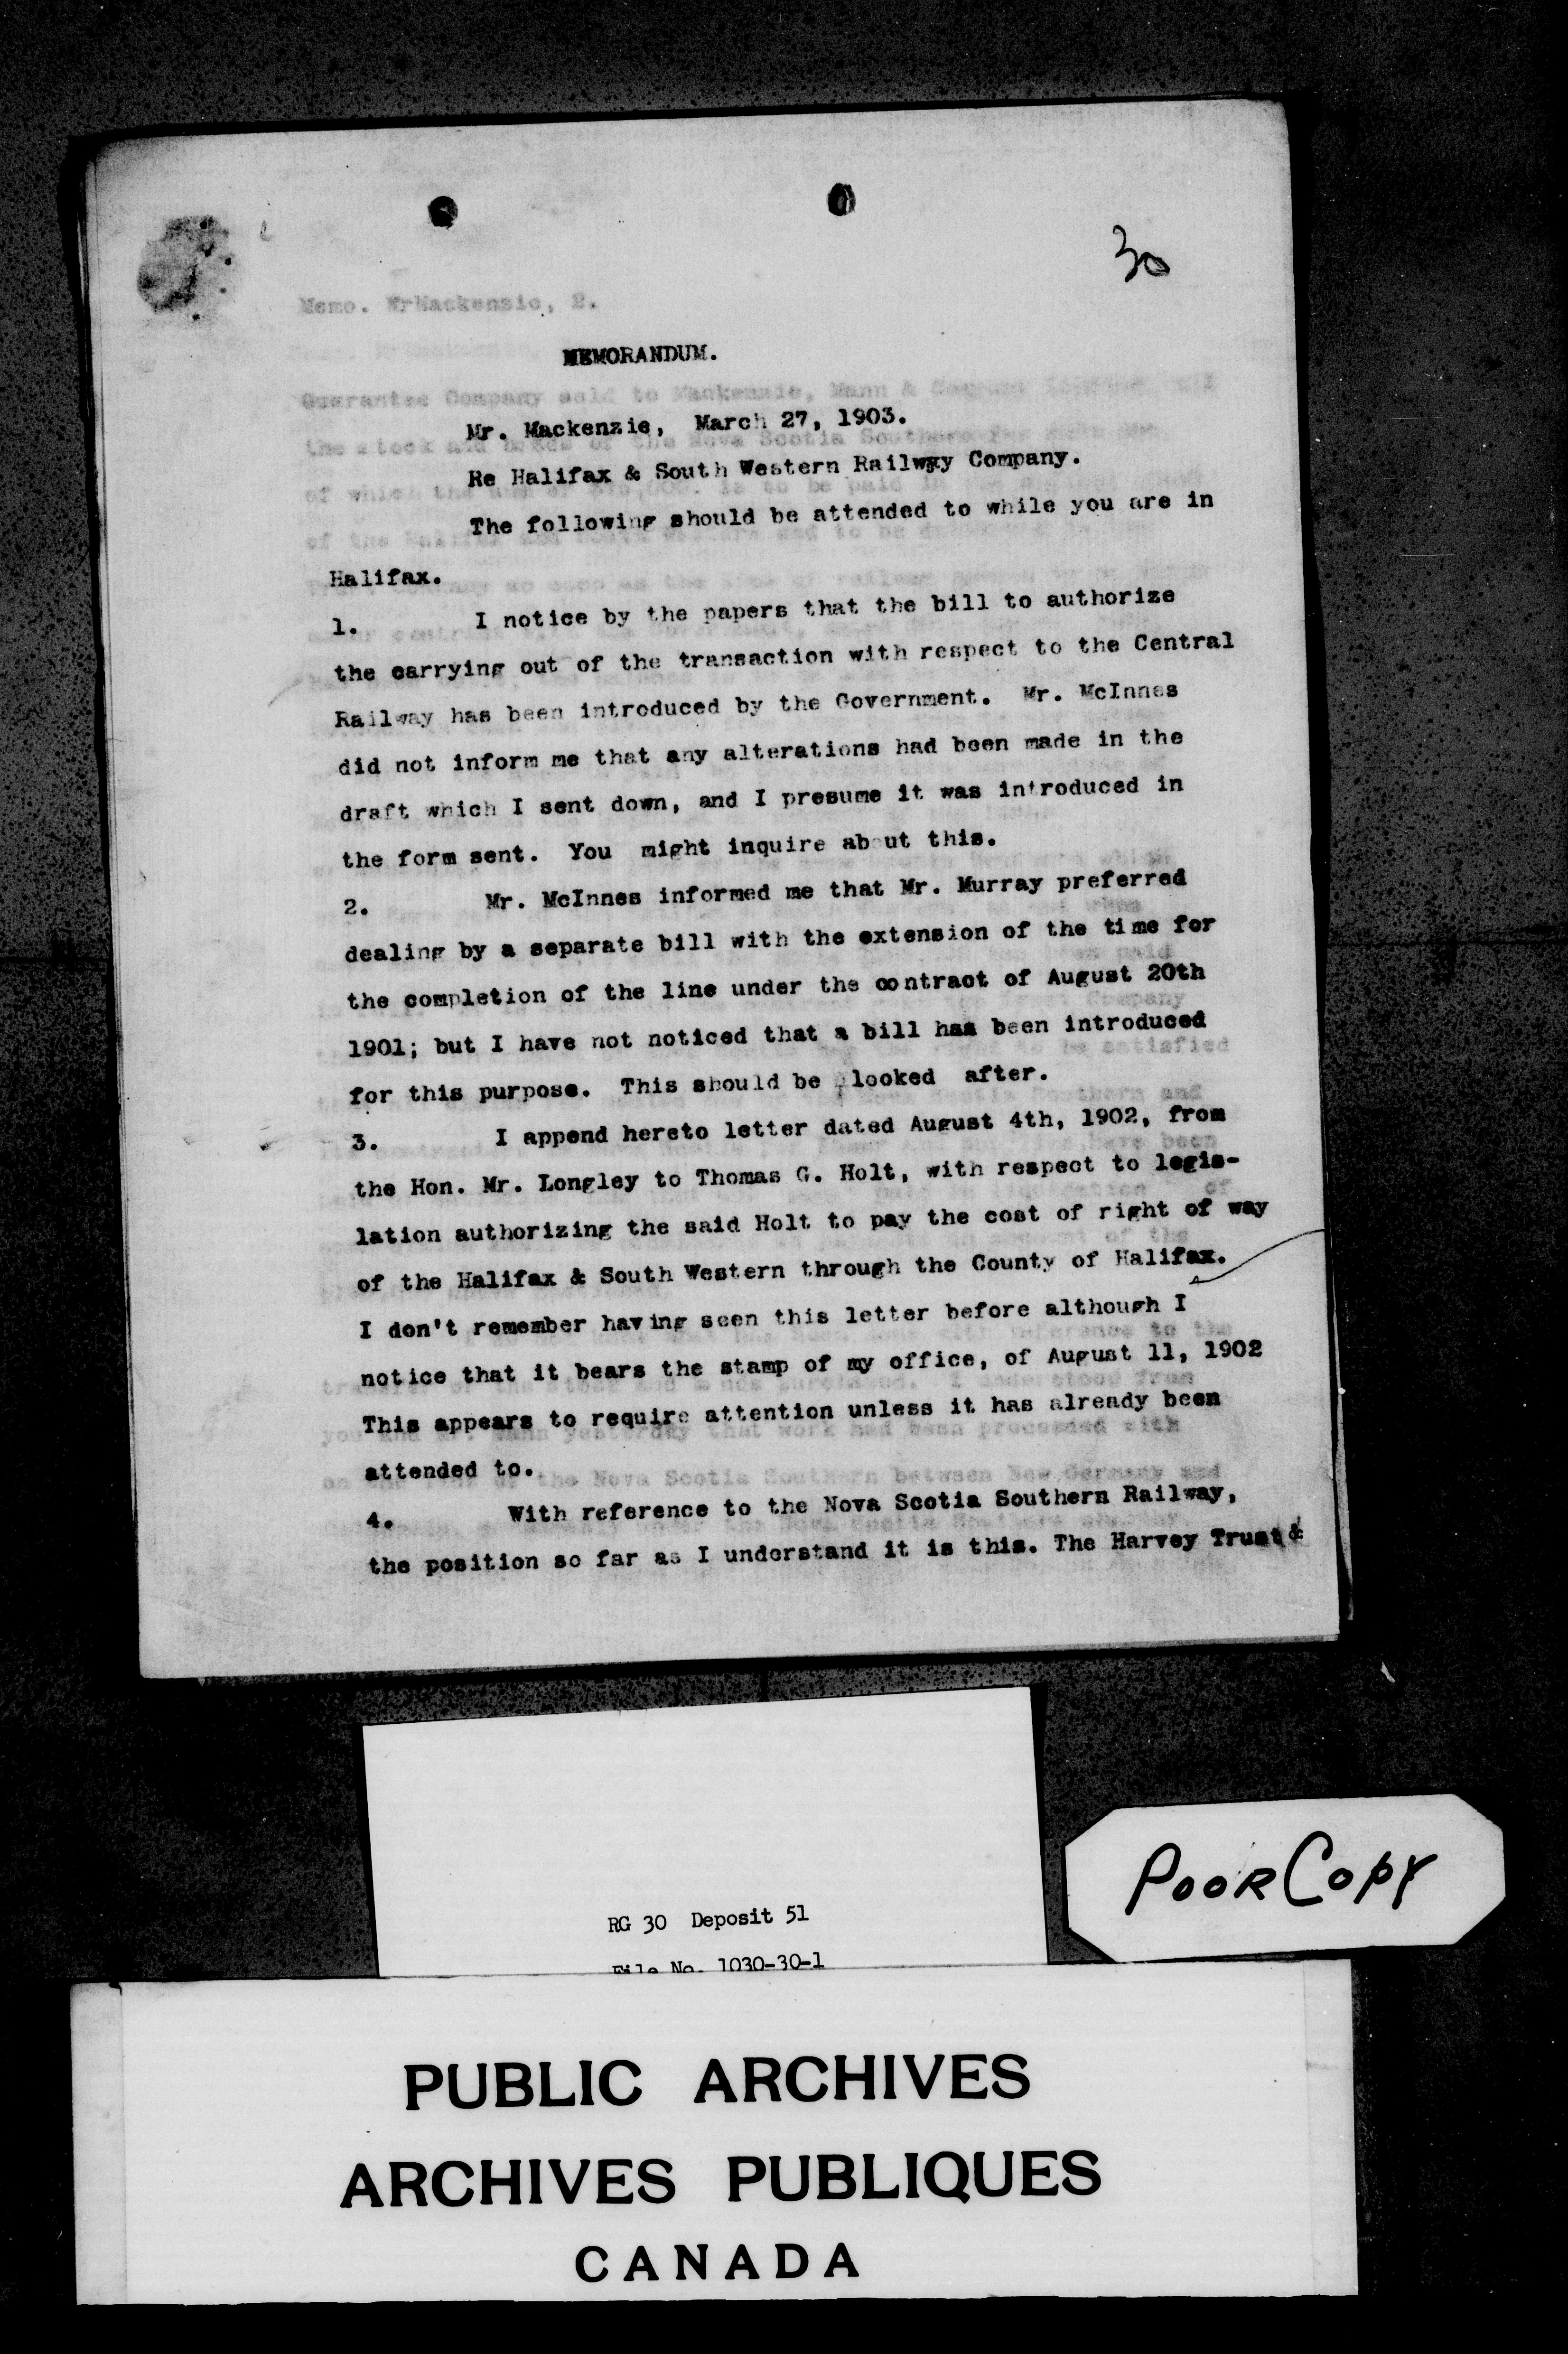 30
Memo. MrMackenzie, 2.
MEMORANDUM.
Mr. Mackenzie, March 27, 1903.
Re Halifax & South Western Railway Company.
The following should be attended to while you are in
Halifax.
1. I notice by the papers that the bill to authorize
the carrying out of the transaction with respect to the Central
Railway has been introduced by the Government. Mr. McInnes
did not inform me that any alterations had been made in the
draft which I sent down, and I presume it was introduced in
the form sent. You might inquire about this.
2. Mr. McInnes informed me that Mr. Murray preferred
dealing by a separate bill with the extension of the time for
the completion of the line under the contract of August 20th
1901; but I have not noticed that a bill has been introduced
for this purpose. This should be looked after.
3. I append hereto letter dated August 4th, 1902, from
the Hon. Mr. Longley to Thomas G. Holt, with respect to legis-
lation authorizing the said Holt to pay the cost of right of way
of the Halifax & South Western through the County of Halifax.
I don't remember having seen this letter before although I
notice that it bears the stamp of my office, of August 11, 1902
This appears to require attention unless it has already been
attended to.
4. With reference to the Nova Scotia Southern Railway,
the position so far as I understand it is this. The Harvey Trust &
POOR COPY
RG 30 Deposit 51
File No. 1030-30-1
PUBLIC ARCHIVES
ARCHIVES PUBLIQUES
CANADA